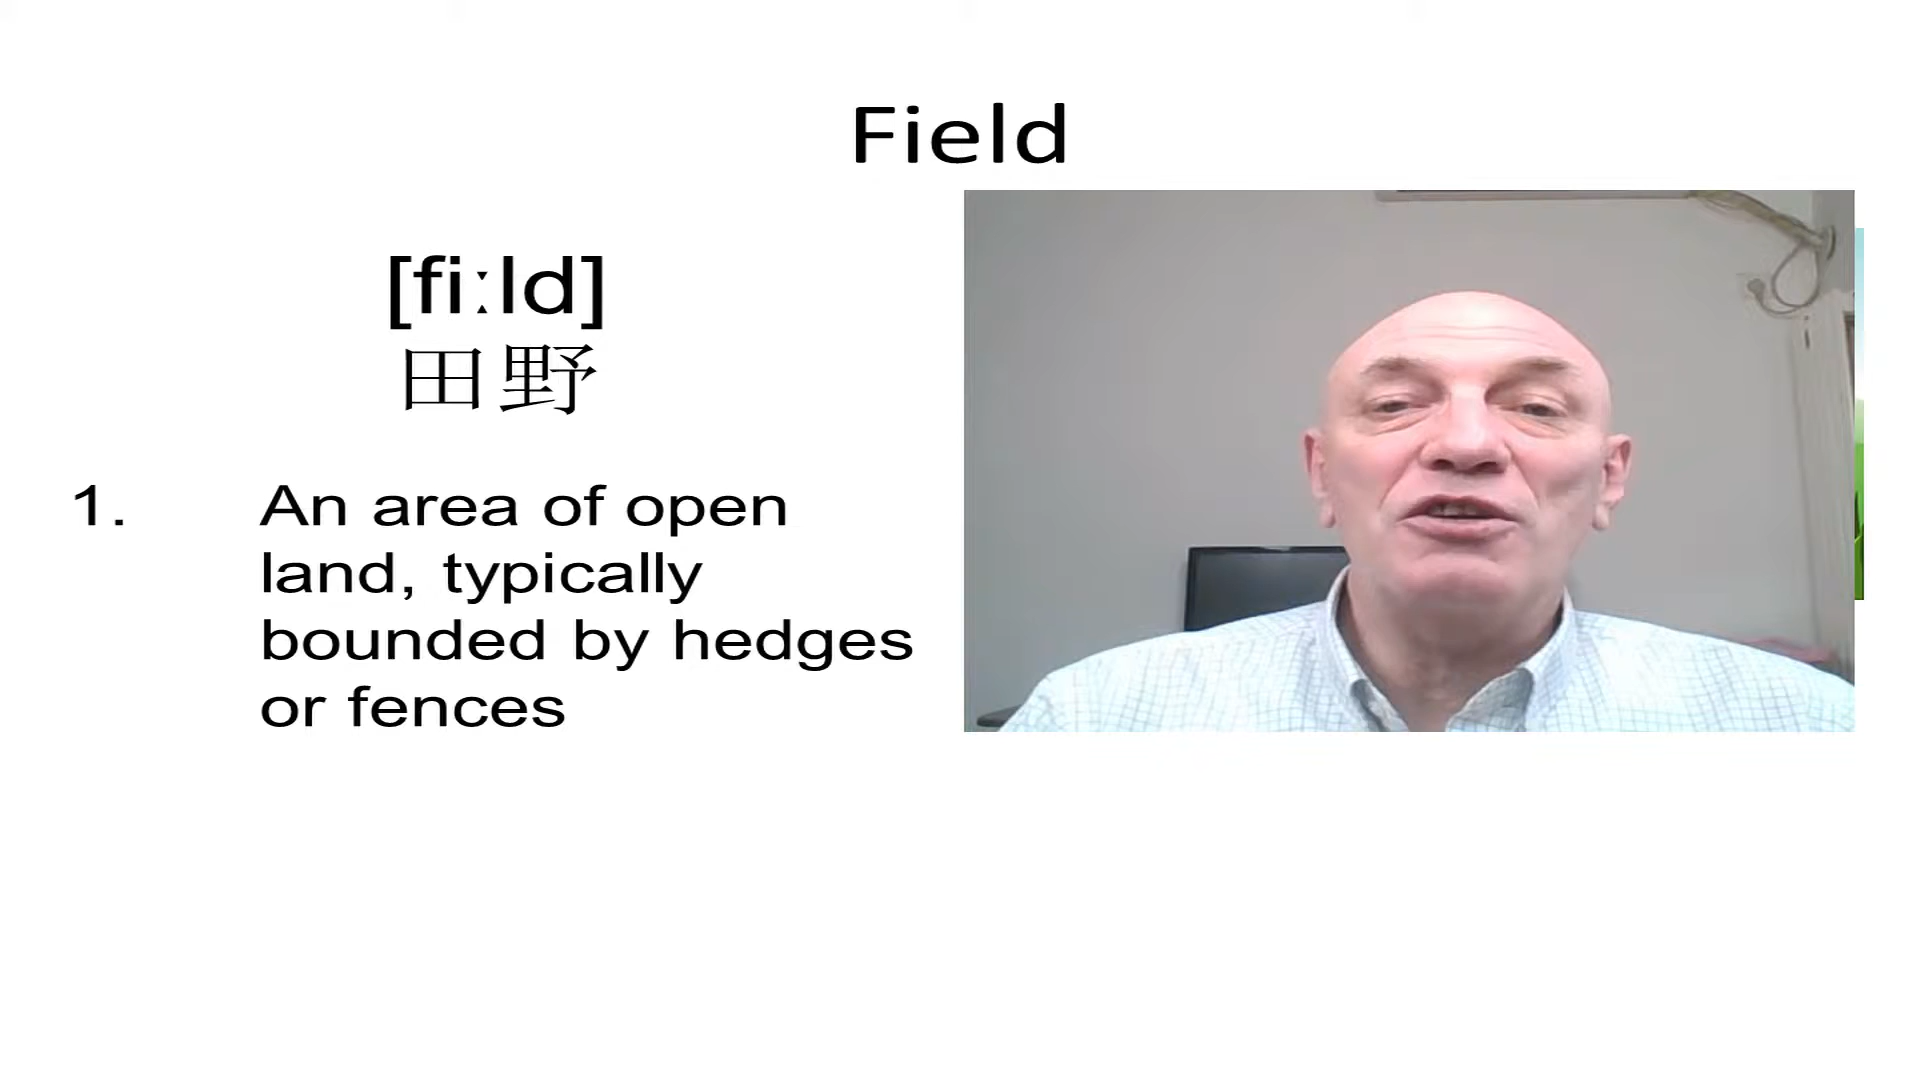 Field
[fiːld]
田野
1. An area of open
land, typically
bounded by hedges
or fences